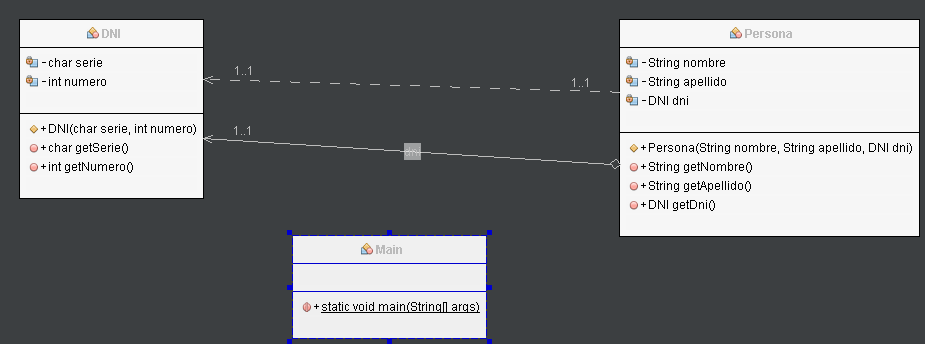 DNI
- char serie
- int numero
+ DNI(char serie, int numero)
+ char getSerie()
+ int getNumero()
1..1
1..1
1..1
dni
Persona
- String nombre
- String apellido
- DNI dni
+ Persona(String nombre, String apellido, DNI dni)
+ String getNombre()
+ String getApellido()
+ DNI getDni()
Main
+ static void main(String[] args)